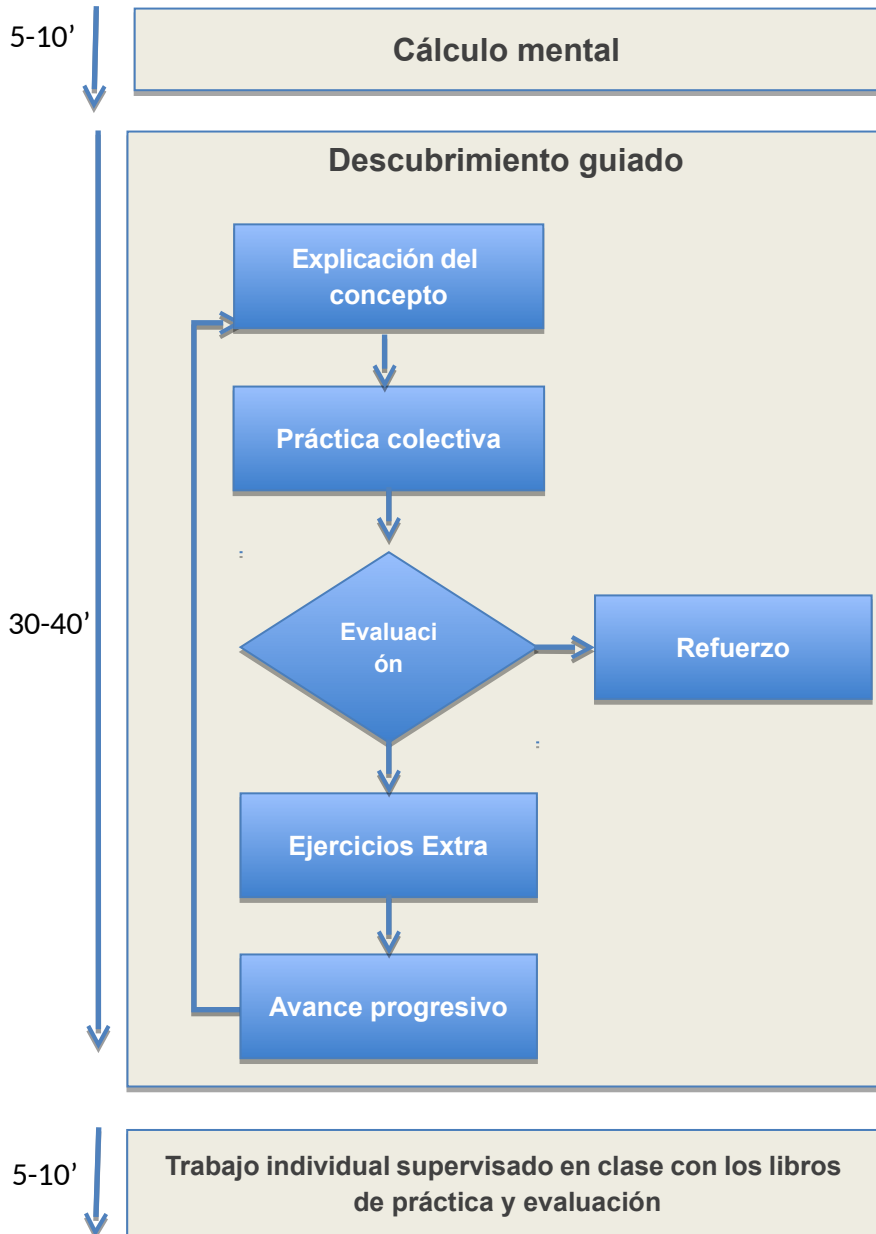 5-10’
Cálculo mental
Descubrimiento guiado
Explicación del
concepto
Práctica colectiva
30-40’
Evaluaci
ón
Refuerzo
Ejercicios Extra
Avance progresivo
5-10’
Trabajo individual supervisado en clase con los libros
de práctica y evaluación